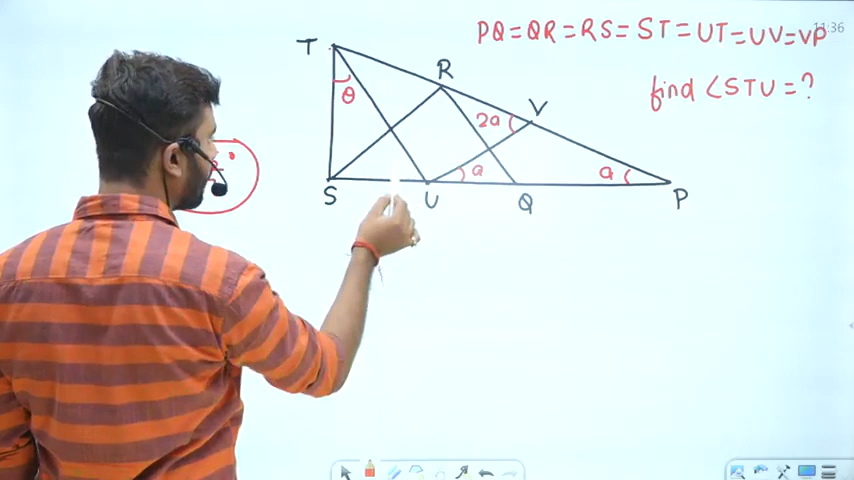 PQ=QR=RS=ST=UT=UV=VP
11:36
find ∠STU=?
T
R
V
θ
2a
a
a
S
U
Q
P